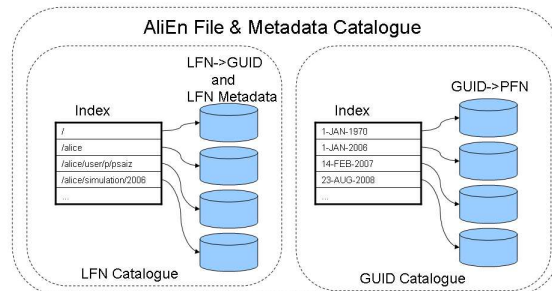 AliEn File & Metadata Catalogue
LFN->GUID
and
LFN Metadata
Index
/
/alice
/alice/user/p/psaiz
/alice/simulation/2006
...
LFN Catalogue
GUID->PFN
Index
1-JAN-1970
1-JAN-2006
14-FEB-2007
23-AUG-2008
...
GUID Catalogue